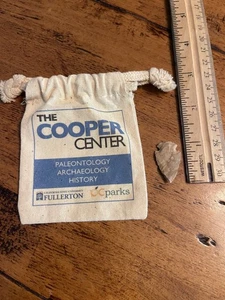 THE
COOPER
CENTER
PALEONTOLOGY
ARCHAEOLOGY
HISTORY
FULLERTON
OCparks